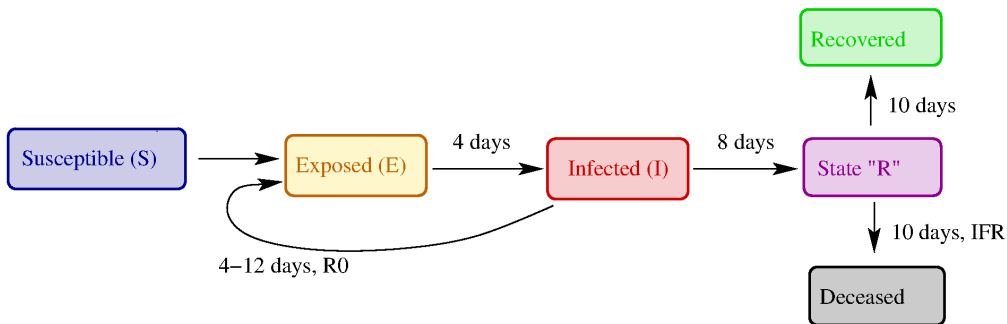 Recovered
10 days
Susceptible (S)
Exposed (E)
4 days
Infected (I)
8 days
State "R"
4−12 days, R0
10 days, IFR
Deceased